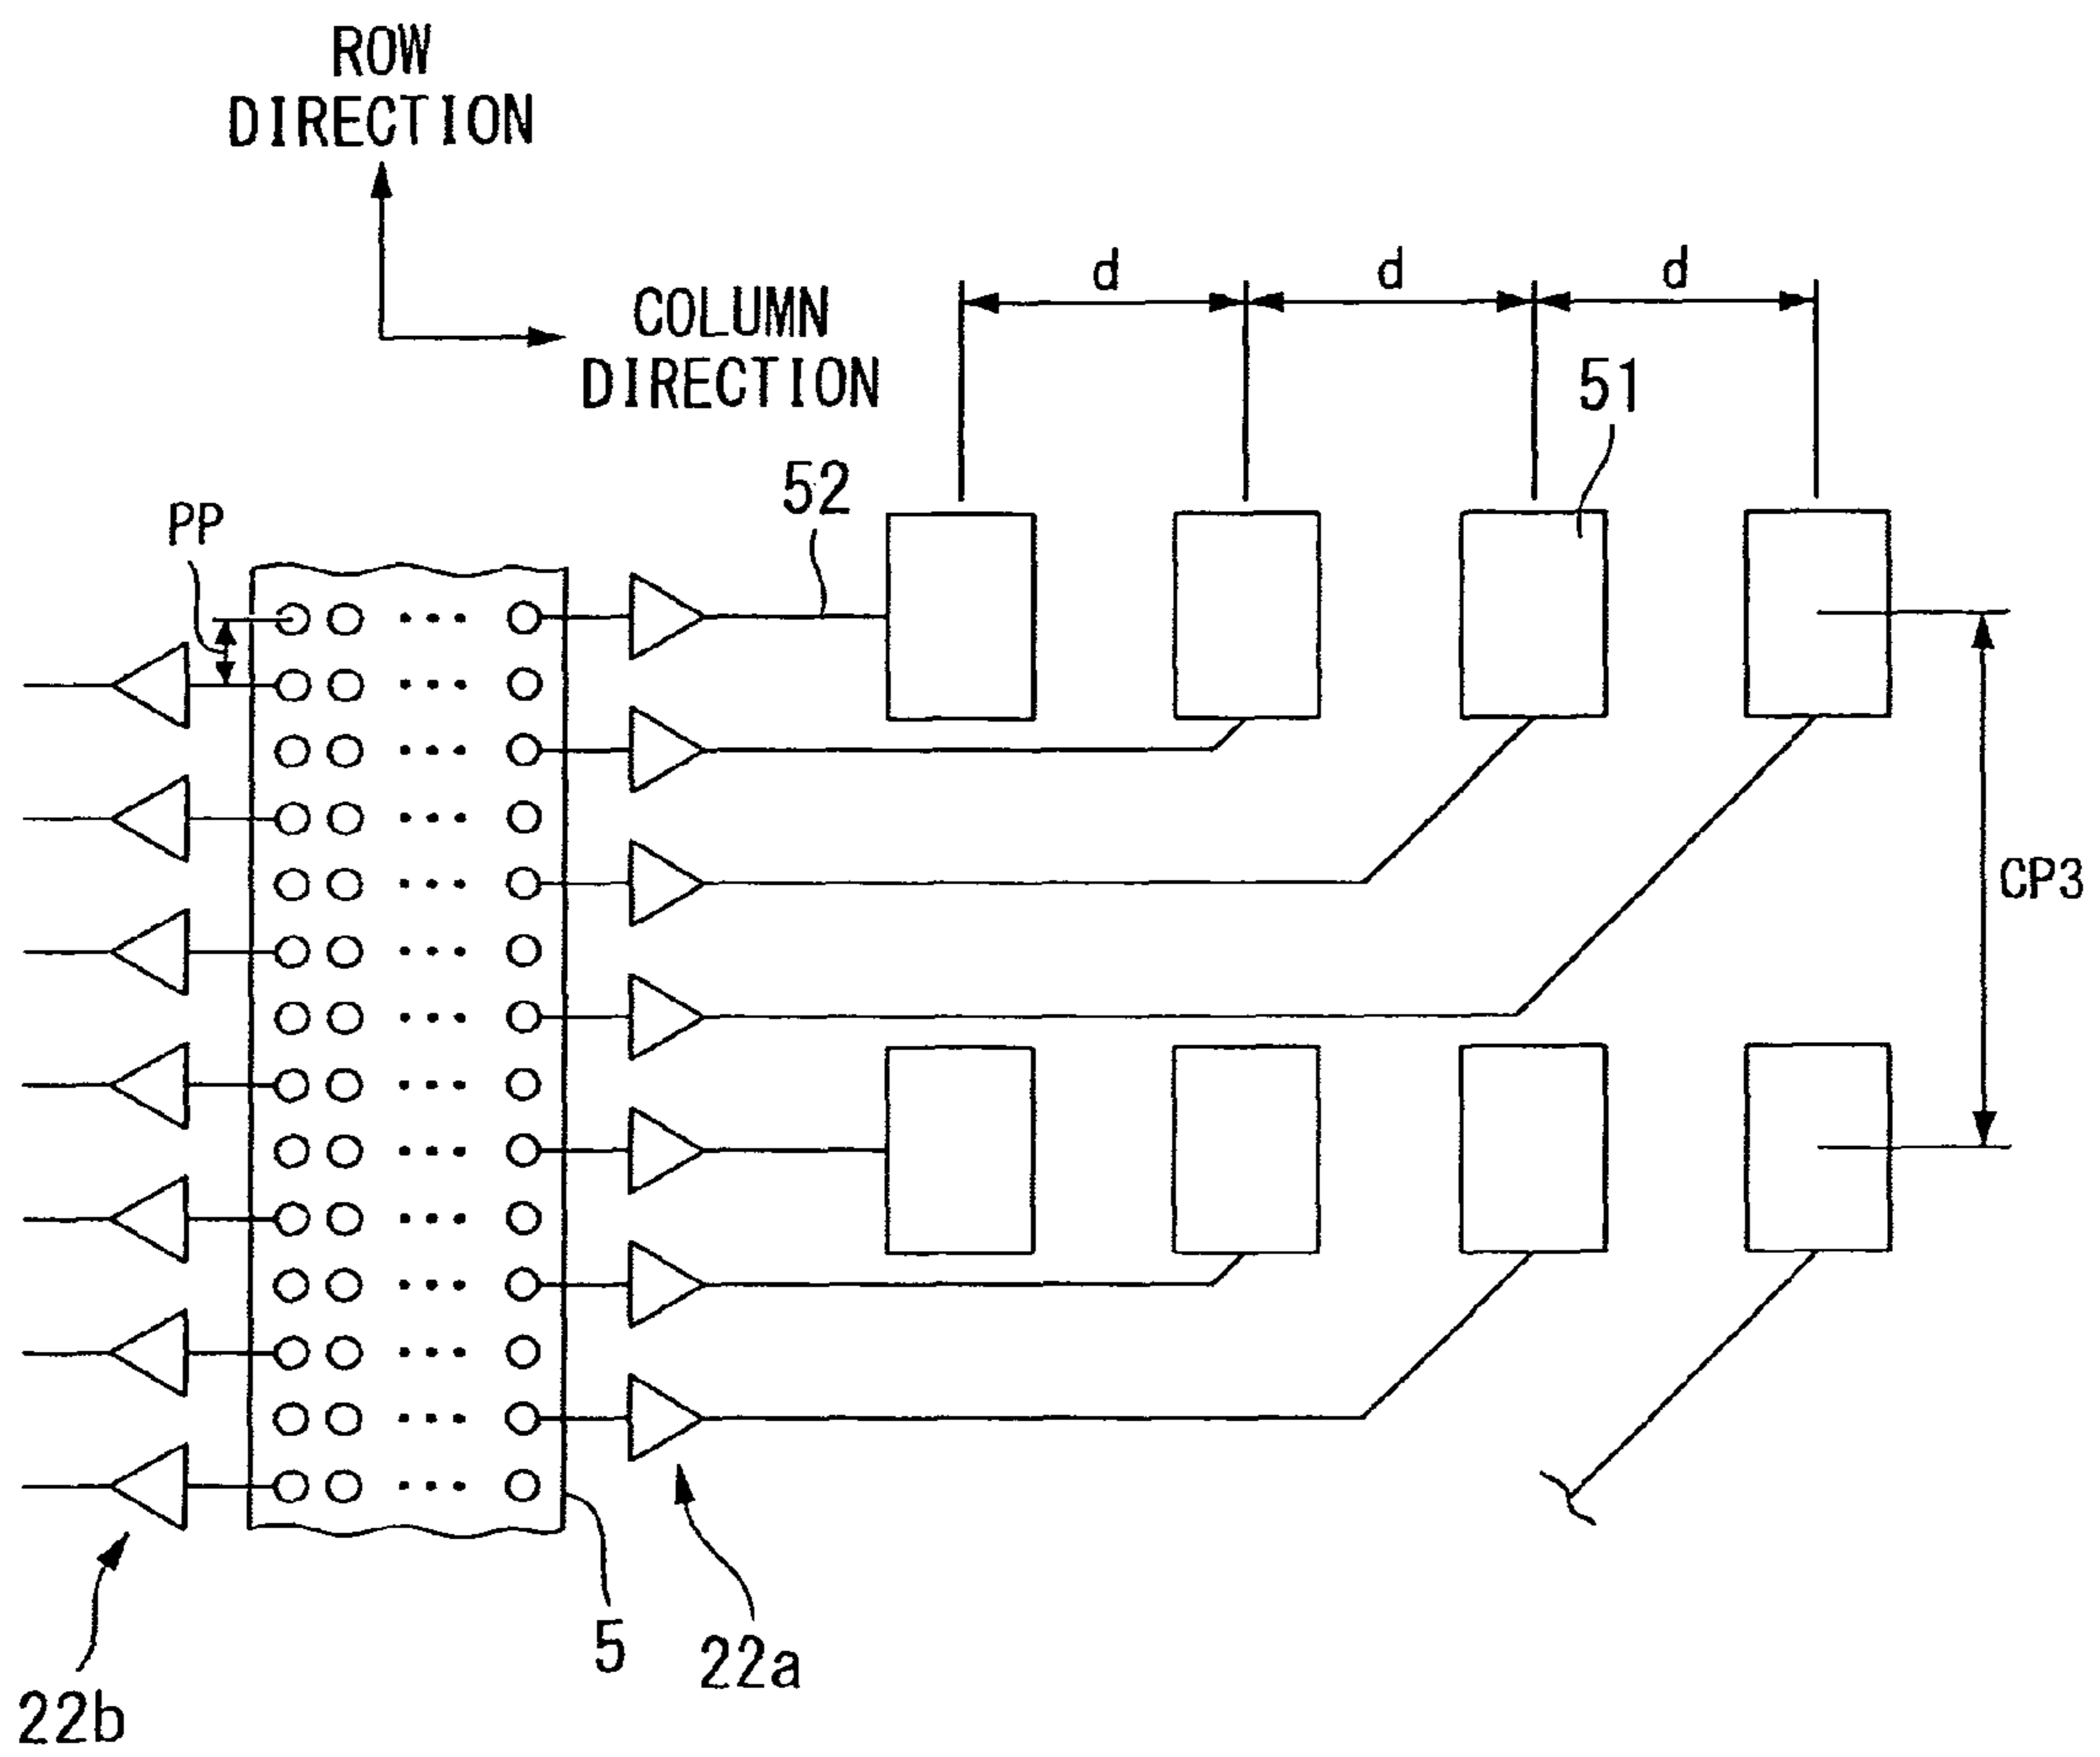 ROW
DIRECTION
COLUMN
DIRECTION
d
d
d
51
52
PP
CP3
5
22a
22b